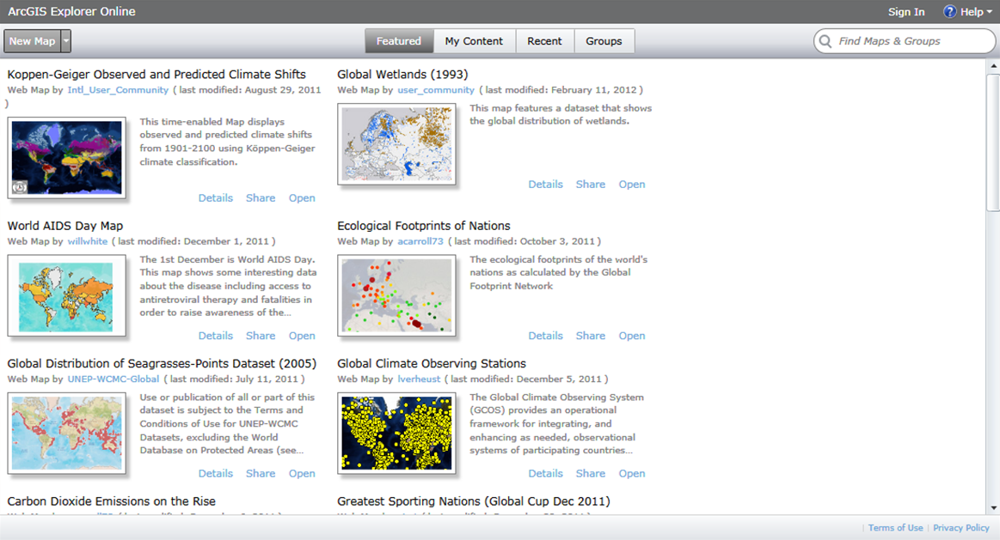 ArcGIS Explorer Online
Sign In
? Help
New Map
Featured
My Content
Recent
Groups
Find Maps & Groups
Koppen-Geiger Observed and Predicted Climate Shifts
Web Map by Intl_User_Community ( last modified: August 29, 2011
)
This time-enabled Map displays
observed and predicted climate shifts
from 1901-2100 using Köppen-Geiger
climate classification.
Details Share Open
Global Wetlands (1993)
Web Map by user_community ( last modified: February 11, 2012 )
This map features a dataset that shows
the global distribution of wetlands.
Details Share Open
World AIDS Day Map
Web Map by willwhite ( last modified: December 1, 2011 )
The 1st December is World AIDS Day.
This map shows some interesting data
about the disease including access to
antiretroviral therapy and fatalities in
order to raise awareness of the...
Details Share Open
Ecological Footprints of Nations
Web Map by acarroll73 ( last modified: October 3, 2011 )
The ecological footprints of the world's
nations as calculated by the Global
Footprint Network
Details Share Open
Global Distribution of Seagrasses-Points Dataset (2005)
Web Map by UNEP-WCMC-Global ( last modified: July 11, 2011 )
Use or publication of all or part of this
dataset is subject to the Terms and
Conditions of Use for UNEP-WCMC
Datasets, excluding the World
Database on Protected Areas (see...
Details Share Open
Global Climate Observing Stations
Web Map by lverheust ( last modified: December 5, 2011 )
The Global Climate Observing System
(GCOS) provides an operational
framework for integrating, and
enhancing as needed, observational
systems of participating countries...
Details Share Open
Carbon Dioxide Emissions on the Rise
Greatest Sporting Nations (Global Cup Dec 2011)
Terms of Use | Privacy Policy